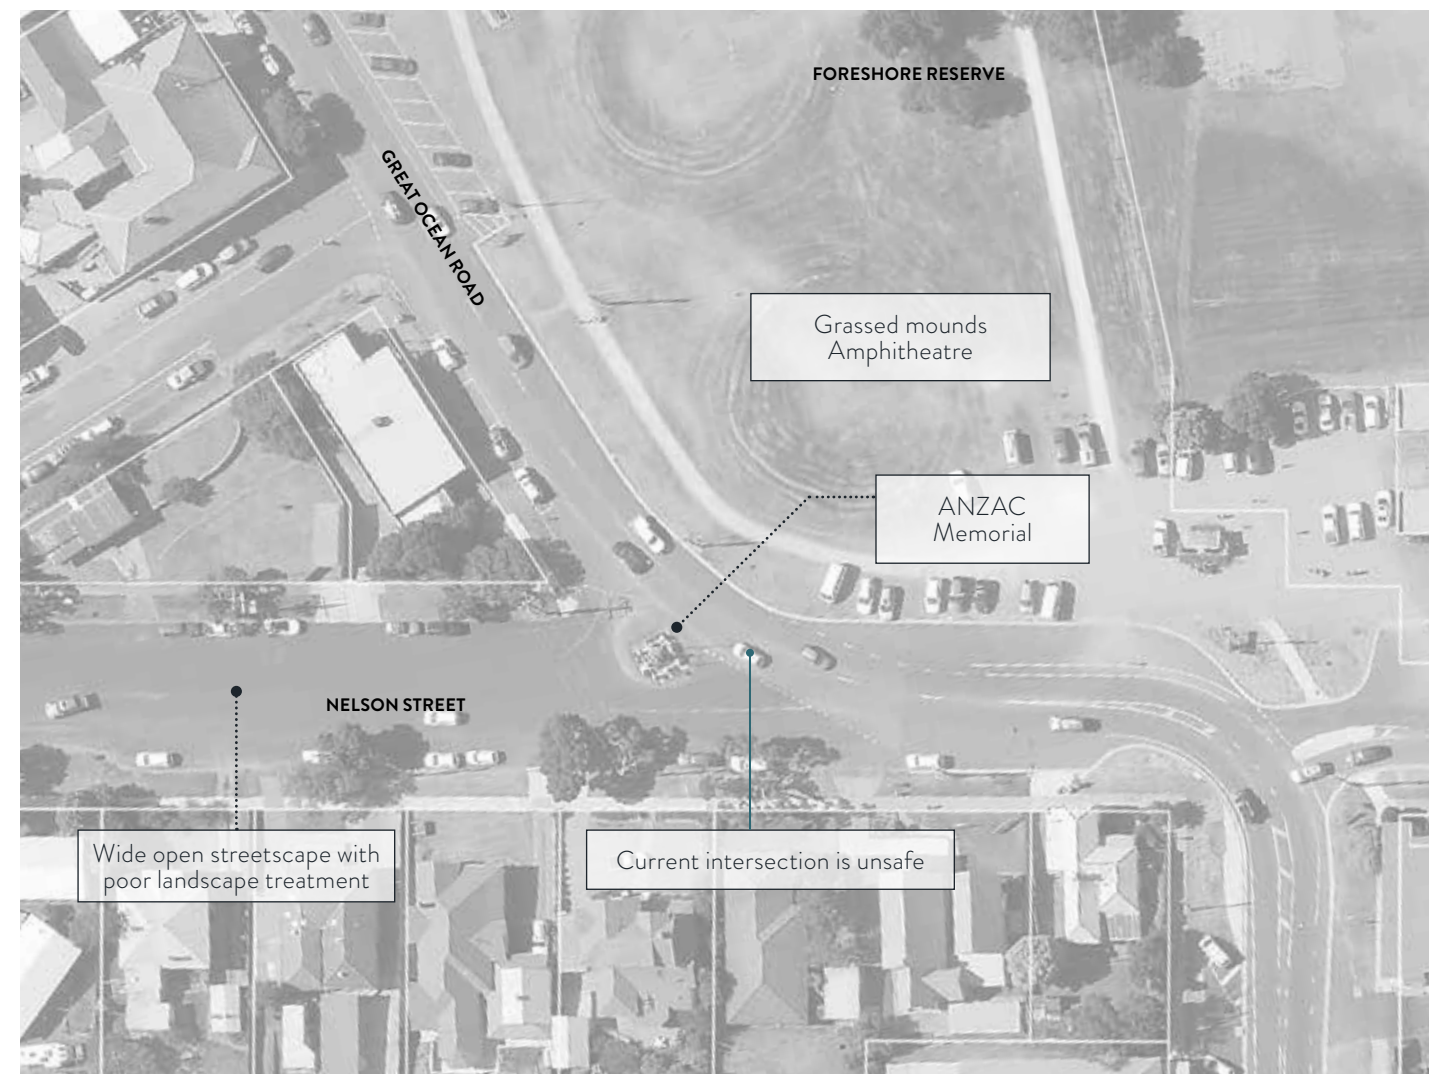 FORESHORE RESERVE
GREAT OCEAN ROAD
Grassed mounds
Amphitheatre
ANZAC
Memorial
NELSON STREET
Wide open streetscape with
poor landscape treatment
Current intersection is unsafe